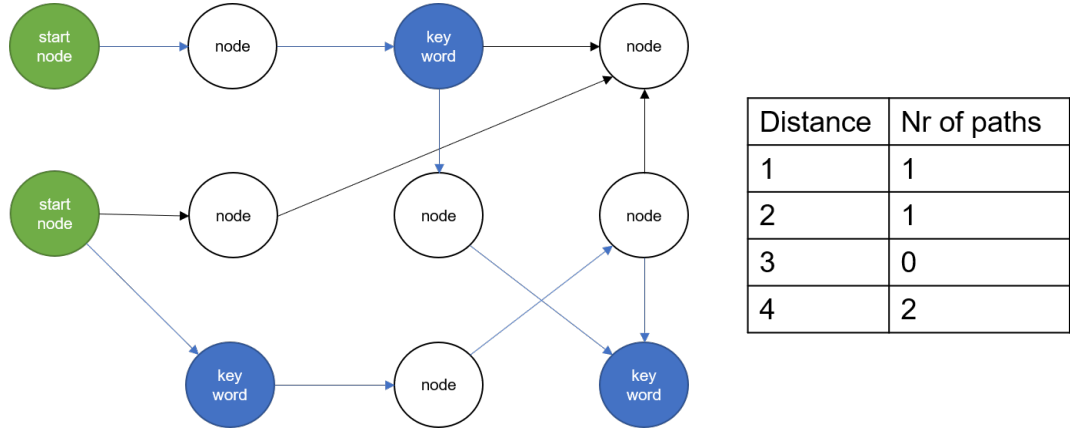 start
node
node
key
word
node
start
node
node
node
node
key
word
node
key
word
Distance Nr of paths
1 1
2 1
3 0
4 2